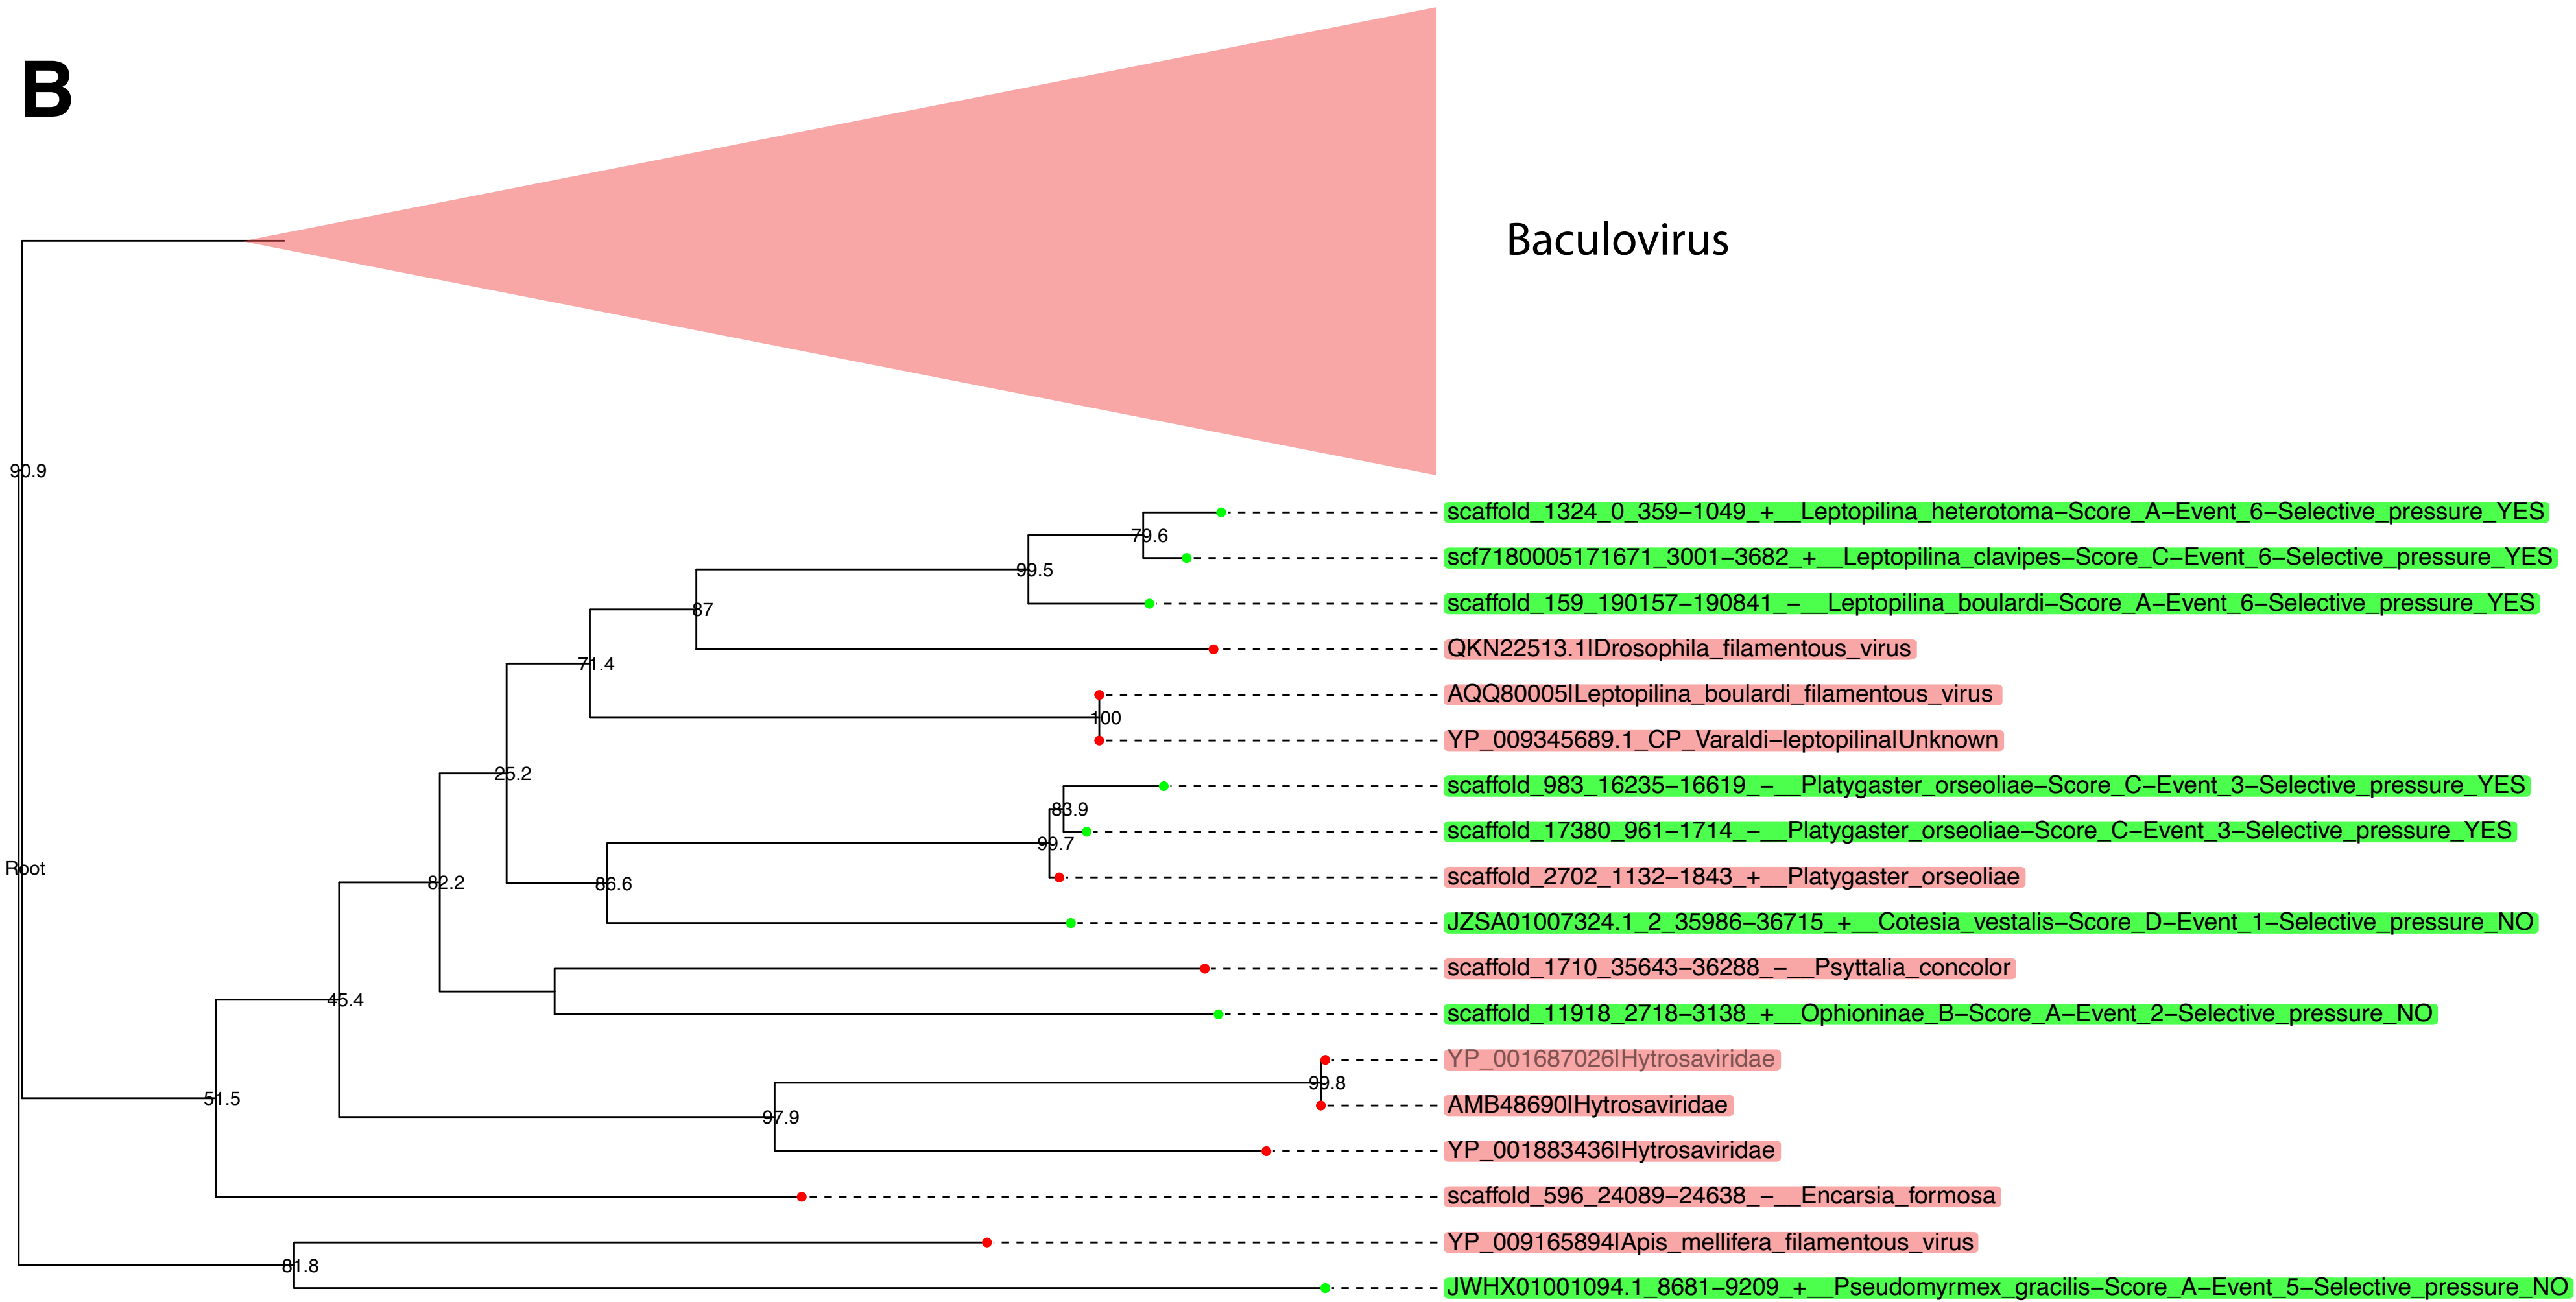 B
Baculovirus
90.9
scaffold_1324_0_359−1049_+__Leptopilina_heterotoma−Score_A−Event_6−Selective_pressure_YES
79.6
scf7180005171671_3001−3682_+__Leptopilina_clavipes−Score_C−Event_6−Selective_pressure_YES
99.5
scaffold_159_190157−190841_−__Leptopilina_boulardi−Score_A−Event_6−Selective_pressure_YES
87
QKN22513.1|Drosophila_filamentous_virus
71.4
AQQ80005|Leptopilina_boulardi_filamentous_virus
100
YP_009345689.1_CP_Varaldi−leptopilina|Unknown
25.2
scaffold_983_16235−16619_−__Platygaster_orseoliae−Score_C−Event_3−Selective_pressure_YES
83.9
scaffold_17380_961−1714_−__Platygaster_orseoliae−Score_C−Event_3−Selective_pressure_YES
99.7
Root
scaffold_2702_1132−1843_+__Platygaster_orseoliae
82.2
86.6
JZSA01007324.1_2_35986−36715_+__Cotesia_vestalis−Score_D−Event_1−Selective_pressure_NO
scaffold_1710_35643−36288_−__Psyttalia_concolor
45.4
scaffold_11918_2718−3138_+__Ophioninae_B−Score_A−Event_2−Selective_pressure_NO
YP_001687026|Hytrosaviridae
99.8
51.5
AMB48690|Hytrosaviridae
97.9
YP_001883436|Hytrosaviridae
scaffold_596_24089−24638_−__Encarsia_formosa
YP_009165894|Apis_mellifera_filamentous_virus
81.8
JWHX01001094.1_8681−9209_+__Pseudomyrmex_gracilis−Score_A−Event_5−Selective_pressure_NO